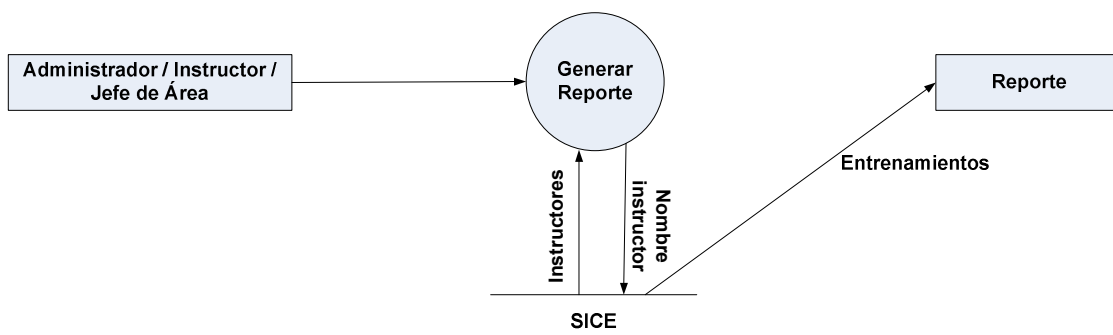 Administrador / Instructor /
Jefe de Área
Generar
Reporte
Reporte
Entrenamientos
Instructores
Nombre
instructor
SICE